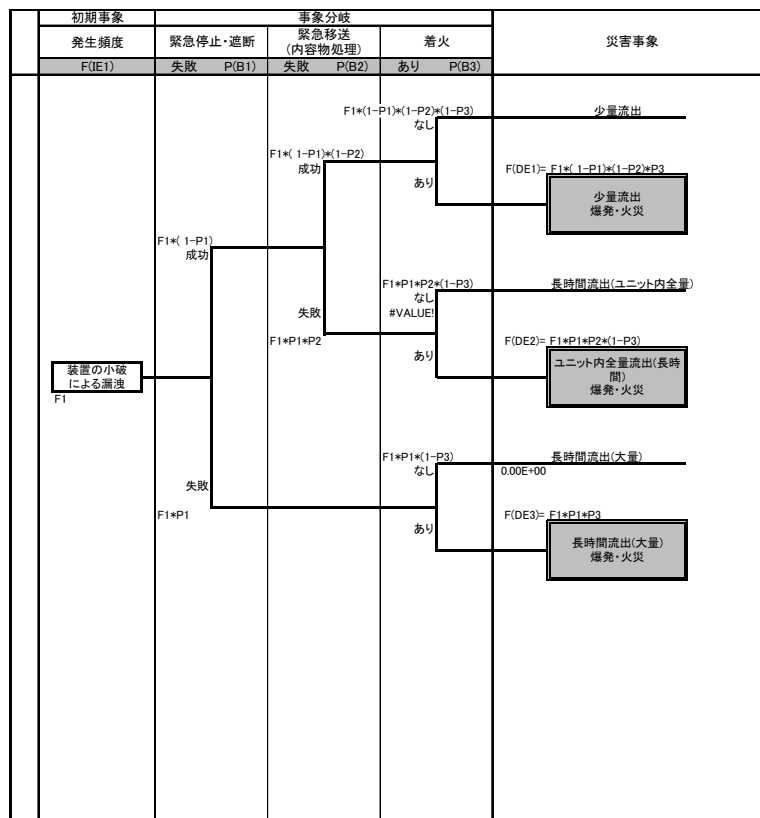 初期事象
事象分岐
発生頻度
緊急停止・遮断
緊急移送
(内容物処理)
着火
災害事象
F(IE1)
失敗 P(B1)
失敗 P(B2)
あり P(B3)
F1*(1-P1)*(1-P2)*(1-P3)
なし
少量流出
F1*( 1-P1)*(1-P2)
成功
あり
F(DE1)= F1*( 1-P1)*(1-P2)*P3
少量流出
爆発・火災
F1*( 1-P1)
成功
F1*P1*P2*(1-P3)
なし
#VALUE!
長時間流出(ユニット内全量)
失敗
F1*P1*P2
あり
F(DE2)= F1*P1*P2*(1-P3)
ユニット内全量流出(長時
間)
爆発・火災
装置の小破
による漏洩
F1
F1*P1*(1-P3)
なし
長時間流出(大量)
0.00E+00
失敗
F1*P1
あり
F(DE3)= F1*P1*P3
長時間流出(大量)
爆発・火災